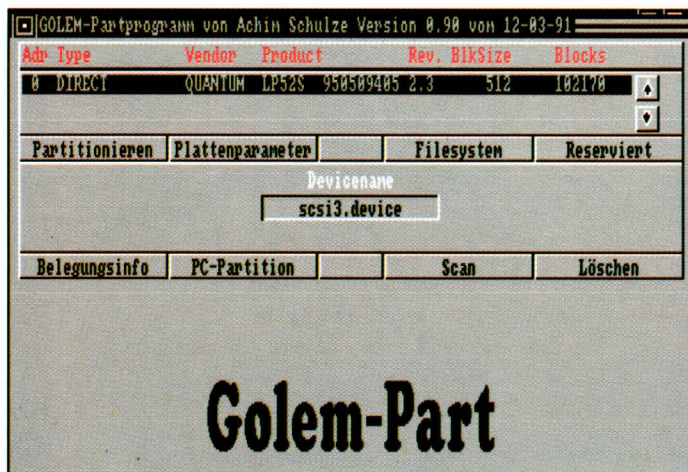 GOLEM-Partprogramm von Achim Schulze Version 0.90 vom 12-03-91
Adr Type Vendor Product Rev. BlkSize Blocks
0 DIRECT QUANTUM LP52S 950509405 2.3 512 102170
Partitionieren Plattenparameter Filesystem Reserviert
Devicename
scsi3.device
Belegungsinfo PC-Partition Scan Löschen
Golem-Part